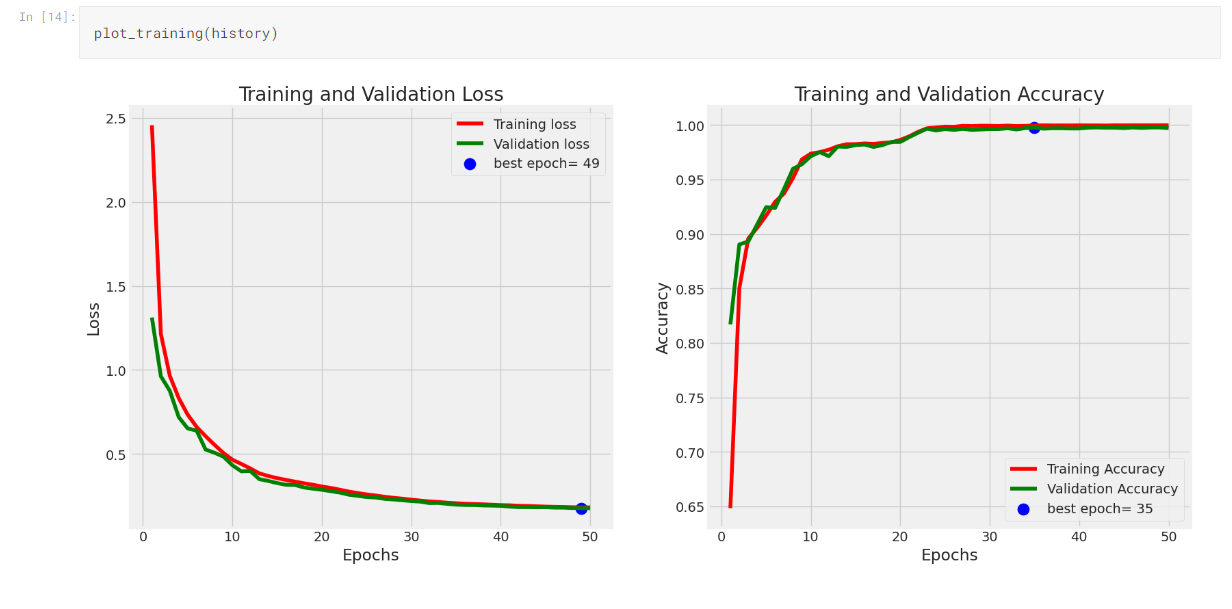 In [14]:
plot_training(history)
Training and Validation Loss
2.5
2.0
1.5
1.0
0.5
Loss
0 10 20 30 40 50
Epochs
Training loss
Validation loss
best epoch= 49
Training and Validation Accuracy
1.00
0.95
0.90
0.85
0.80
0.75
0.70
0.65
Accuracy
0 10 20 30 40 50
Epochs
Training Accuracy
Validation Accuracy
best epoch= 35